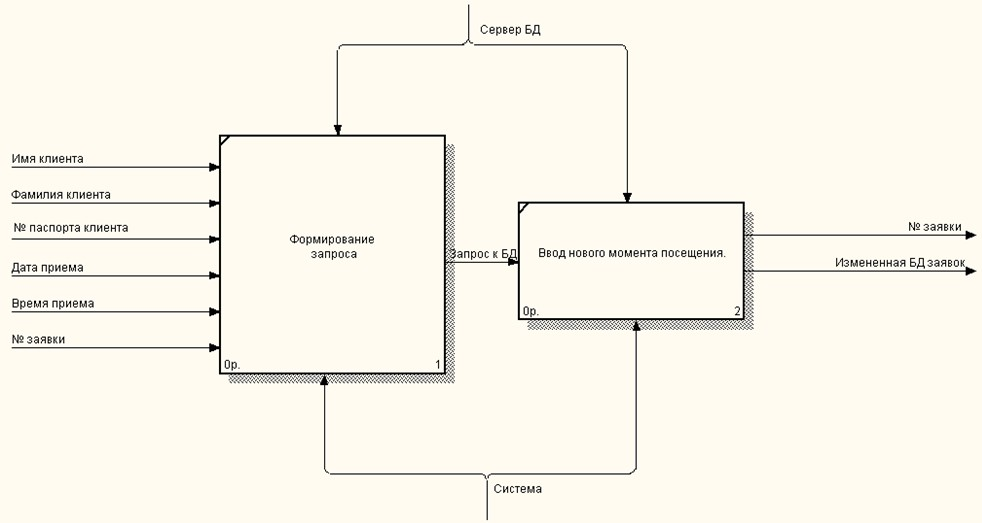 Сервер БД
Имя клиента
Фамилия клиента
№ паспорта клиента
Дата приема
Время приема
№ заявки
Формирование
запроса
0р.
1
Запрос к БД
Ввод нового момента посещения.
0р.
2
№ заявки
Измененная БД заявок
Система